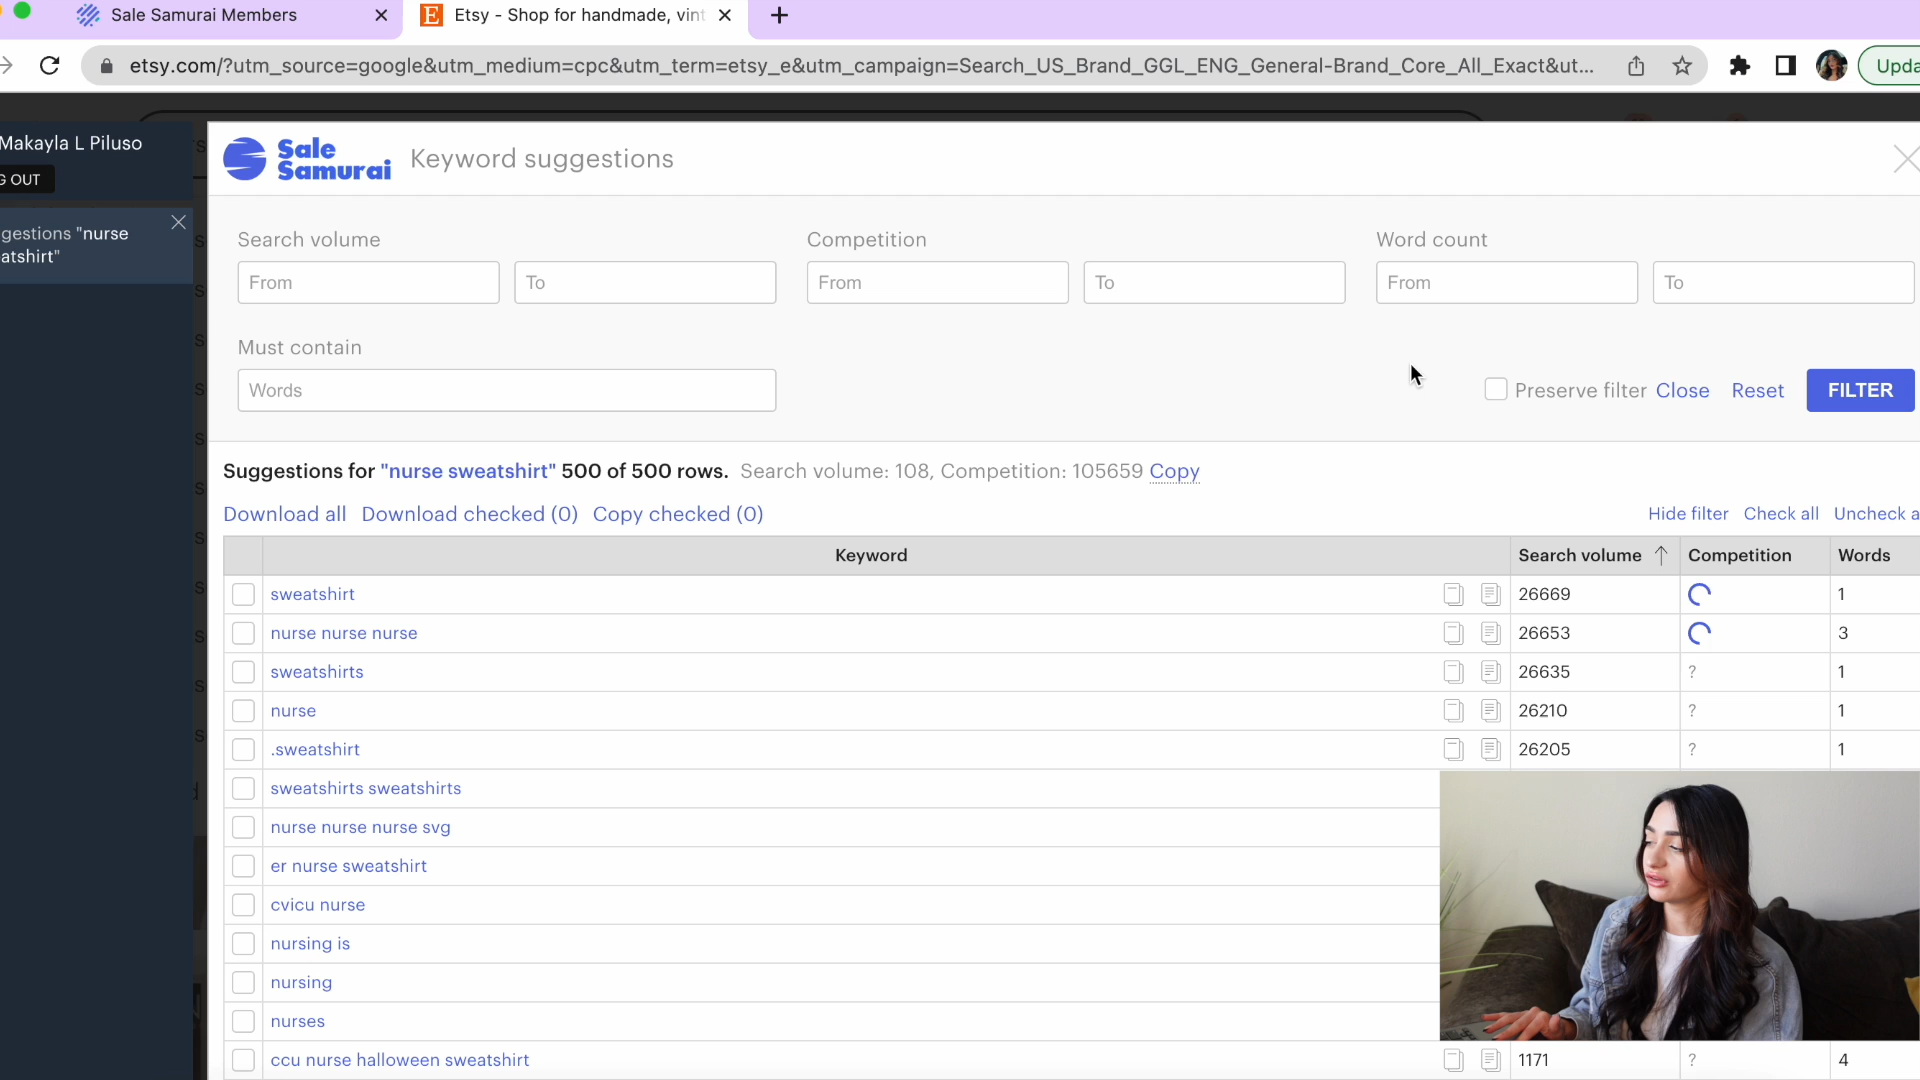 Sale Samurai Members
Etsy - Shop for handmade, vint
etsy.com/?utm_source=google&utm_medium=cpc&utm_term=etsy_e&utm_campaign=Search_US_Brand_GGL_ENG_General-Brand_Core_All_Exact&ut...
Upda
Makayla L Piluso
G OUT
gestions "nurse
atshirt"
Sale
Samurai
Keyword suggestions
Search volume
Competition
Word count
From To From To From To
Must contain
Words
Preserve filter Close Reset FILTER
Suggestions for "nurse sweatshirt" 500 of 500 rows. Search volume: 108, Competition: 105659 Copy
Download all Download checked (0) Copy checked (0)
Hide filter Check all Uncheck a
Keyword Search volume ↑ Competition Words
sweatshirt 26669 1
nurse nurse nurse 26653 3
sweatshirts 26635 ? 1
nurse 26210 ? 1
.sweatshirt 26205 ? 1
sweatshirts sweatshirts
nurse nurse nurse svg
er nurse sweatshirt
cvicu nurse
nursing is
nursing
nurses
ccu nurse halloween sweatshirt 1171 ? 4